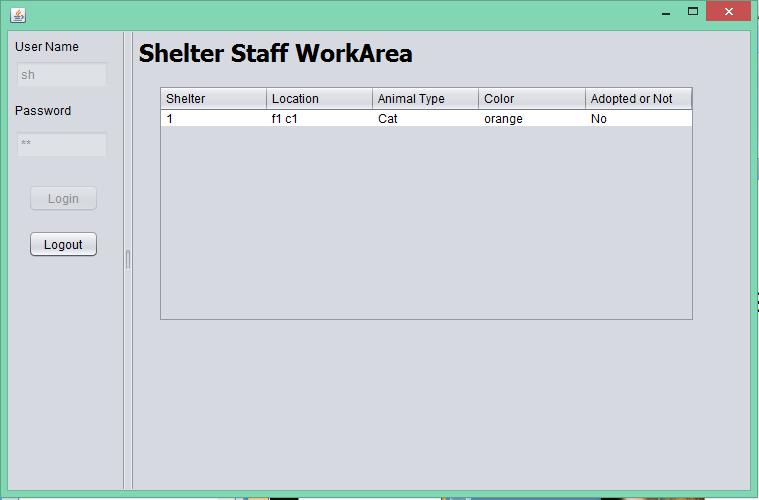 User Name
sh
Password
**
Login
Logout
Shelter Staff WorkArea
Shelter Location Animal Type Color Adopted or Not
1 f1 c1 Cat orange No